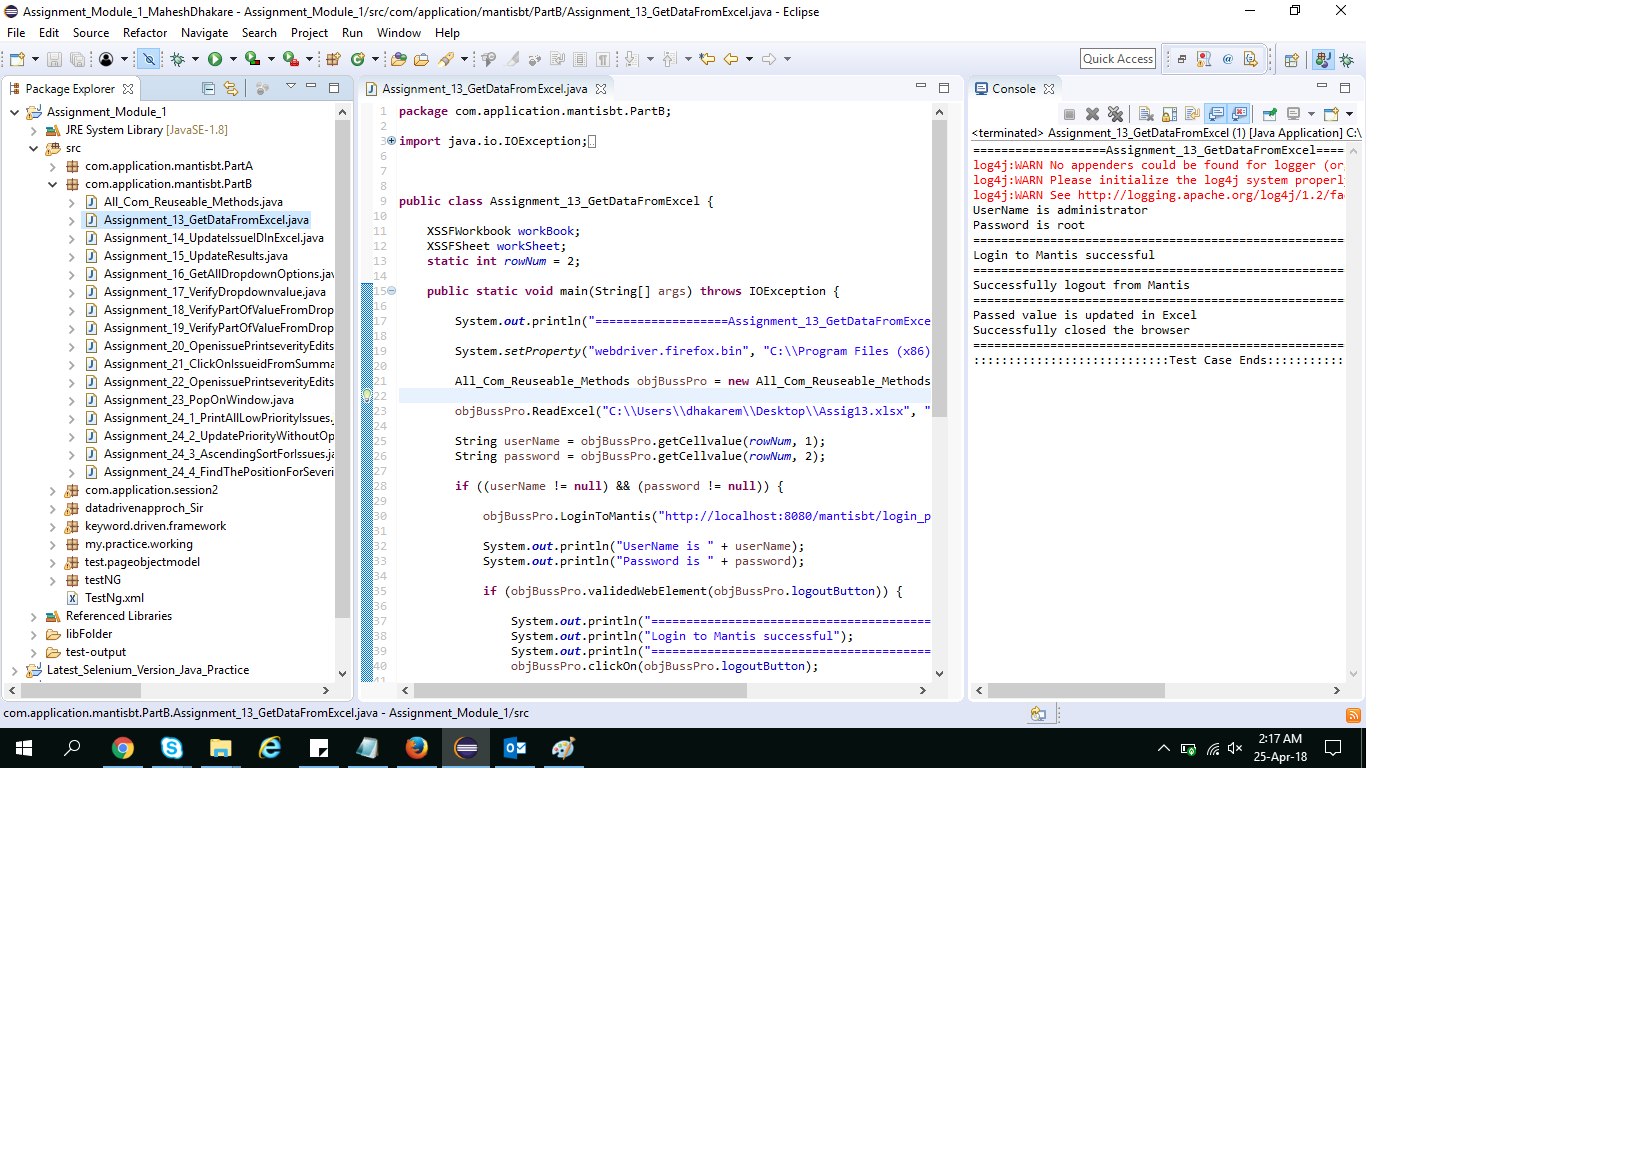 Assignment_Module_1_MaheshDhakare - Assignment_Module_1/src/com/application/mantisbt/PartB/Assignment_13_GetDataFromExcel.java - Eclipse
File Edit Source Refactor Navigate Search Project Run Window Help
Quick Access
Package Explorer
Assignment_Module_1
JRE System Library [JavaSE-1.8]
src
com.application.mantisbt.PartA
com.application.mantisbt.PartB
All_Com_Reuseable_Methods.java
Assignment_13_GetDataFromExcel.java
Assignment_14_UpdateIssueIDInExcel.java
Assignment_15_UpdateResults.java
Assignment_16_GetAllDropdownOptions.jav
Assignment_17_VerifyDropdownvalue.java
Assignment_18_VerifyPartOfValueFromDrop
Assignment_19_VerifyPartOfValueFromDrop
Assignment_20_OpenissuePrintseverityEdits
Assignment_21_ClickOnIssueidFromSumma
Assignment_22_OpenissuePrintseverityEdits
Assignment_23_PopOnWindow.java
Assignment_24_1_PrintAllLowPriorityIssues.
Assignment_24_2_UpdatePriorityWithoutOp
Assignment_24_3_AscendingSortForIssues.ja
Assignment_24_4_FindThePositionForSeveri
com.application.session2
datadrivenapproch_Sir
keyword.driven.framework
my.practice.working
test.pageobjectmodel
testNG
TestNg.xml
Referenced Libraries
libFolder
test-output
Latest_Selenium_Version_Java_Practice
Assignment_13_GetDataFromExcel.java
1 package com.application.mantisbt.PartB;
2
3 import java.io.IOException;
6
7
8
9 public class Assignment_13_GetDataFromExcel {
10
11 XSSFWorkbook workBook;
12 XSSFSheet workSheet;
13 static int rowNum = 2;
14
15 public static void main(String[] args) throws IOException {
16
17 System.out.println("===================Assignment_13_GetDataFromExce
18
19 System.setProperty("webdriver.firefox.bin", "C:\\Program Files (x86)
20
21 All_Com_Reuseable_Methods objBussPro = new All_Com_Reuseable_Methods
22
23 objBussPro.ReadExcel("C:\\Users\\dhakarem\\Desktop\\Assig13.xlsx", "
24
25 String userName = objBussPro.getCellvalue(rowNum, 1);
26 String password = objBussPro.getCellvalue(rowNum, 2);
27
28 if ((userName != null) && (password != null)) {
29
30 objBussPro.LoginToMantis("http://localhost:8080/mantisbt/login_p
31
32 System.out.println("UserName is " + userName);
33 System.out.println("Password is " + password);
34
35 if (objBussPro.validedWebElement(objBussPro.logoutButton)) {
36
37 System.out.println("========================================
38 System.out.println("Login to Mantis successful");
39 System.out.println("========================================
40 objBussPro.clickOn(objBussPro.logoutButton);
41
Console
<terminated> Assignment_13_GetDataFromExcel (1) [Java Application] C:\
===================Assignment_13_GetDataFromExcel====
log4j:WARN No appenders could be found for logger (or
log4j:WARN Please initialize the log4j system properl
log4j:WARN See http://logging.apache.org/log4j/1.2/fa
UserName is administrator
Password is root
=====================================================
Login to Mantis successful
=====================================================
Successfully logout from Mantis
=====================================================
Passed value is updated in Excel
Successfully closed the browser
=====================================================
::::::::::::::::::::::::::::Test Case Ends:::::::::::
com.application.mantisbt.PartB.Assignment_13_GetDataFromExcel.java - Assignment_Module_1/src
2:17 AM
25-Apr-18